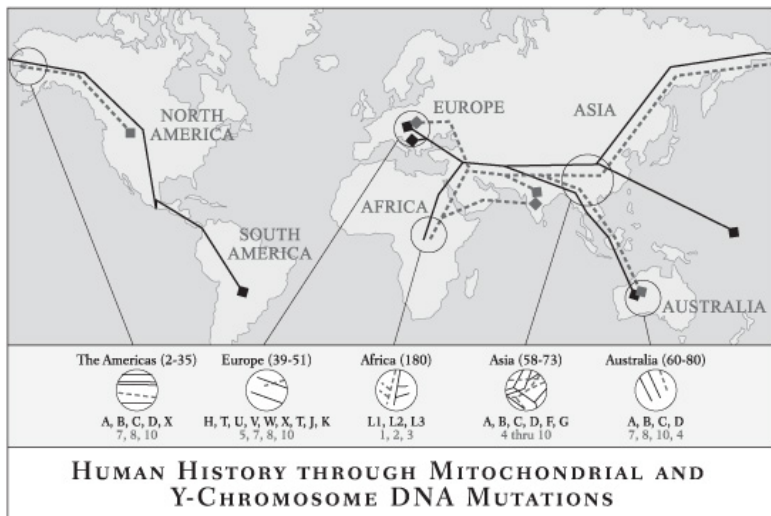 NORTH
AMERICA
EUROPE
ASIA
AFRICA
SOUTH
AMERICA
AUSTRALIA
The Americas (2-35)
A, B, C, D, X
7, 8, 10
Europe (39-51)
H, T, U, V, W, X, T, J, K
5, 7, 8, 10
Africa (180)
L1, L2, L3
1, 2, 3
Asia (58-73)
A, B, C, D, F, G
4 thru 10
Australia (60-80)
A, B, C, D
7, 8, 10, 4
HUMAN HISTORY THROUGH MITOCHONDRIAL AND
Y-CHROMOSOME DNA MUTATIONS